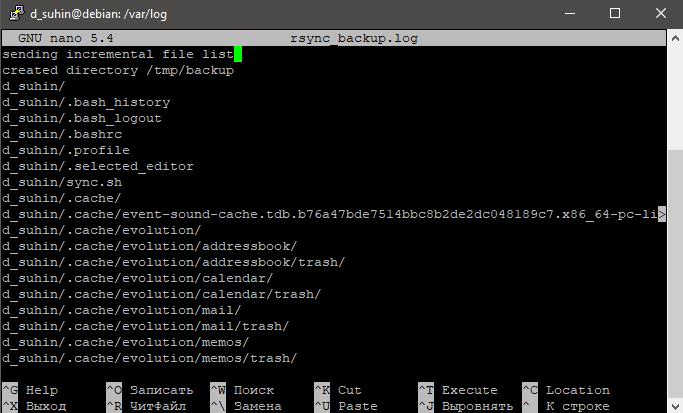 d_suhin@debian: /var/log
GNU nano 5.4 rsync_backup.log
sending incremental file list
created directory /tmp/backup
d_suhin/
d_suhin/.bash_history
d_suhin/.bash_logout
d_suhin/.bashrc
d_suhin/.profile
d_suhin/.selected_editor
d_suhin/sync.sh
d_suhin/.cache/
d_suhin/.cache/event-sound-cache.tdb.b76a47bde7514bbc8b2de2dc048189c7.x86_64-pc-li>
d_suhin/.cache/evolution/
d_suhin/.cache/evolution/addressbook/
d_suhin/.cache/evolution/addressbook/trash/
d_suhin/.cache/evolution/calendar/
d_suhin/.cache/evolution/calendar/trash/
d_suhin/.cache/evolution/mail/
d_suhin/.cache/evolution/mail/trash/
d_suhin/.cache/evolution/memos/
d_suhin/.cache/evolution/memos/trash/
^G Help ^O Записать ^W Поиск ^K Cut ^T Execute ^C Location
^X Выход ^R ЧитФайл ^\ Замена ^U Paste ^J Выровнять ^_ К строке